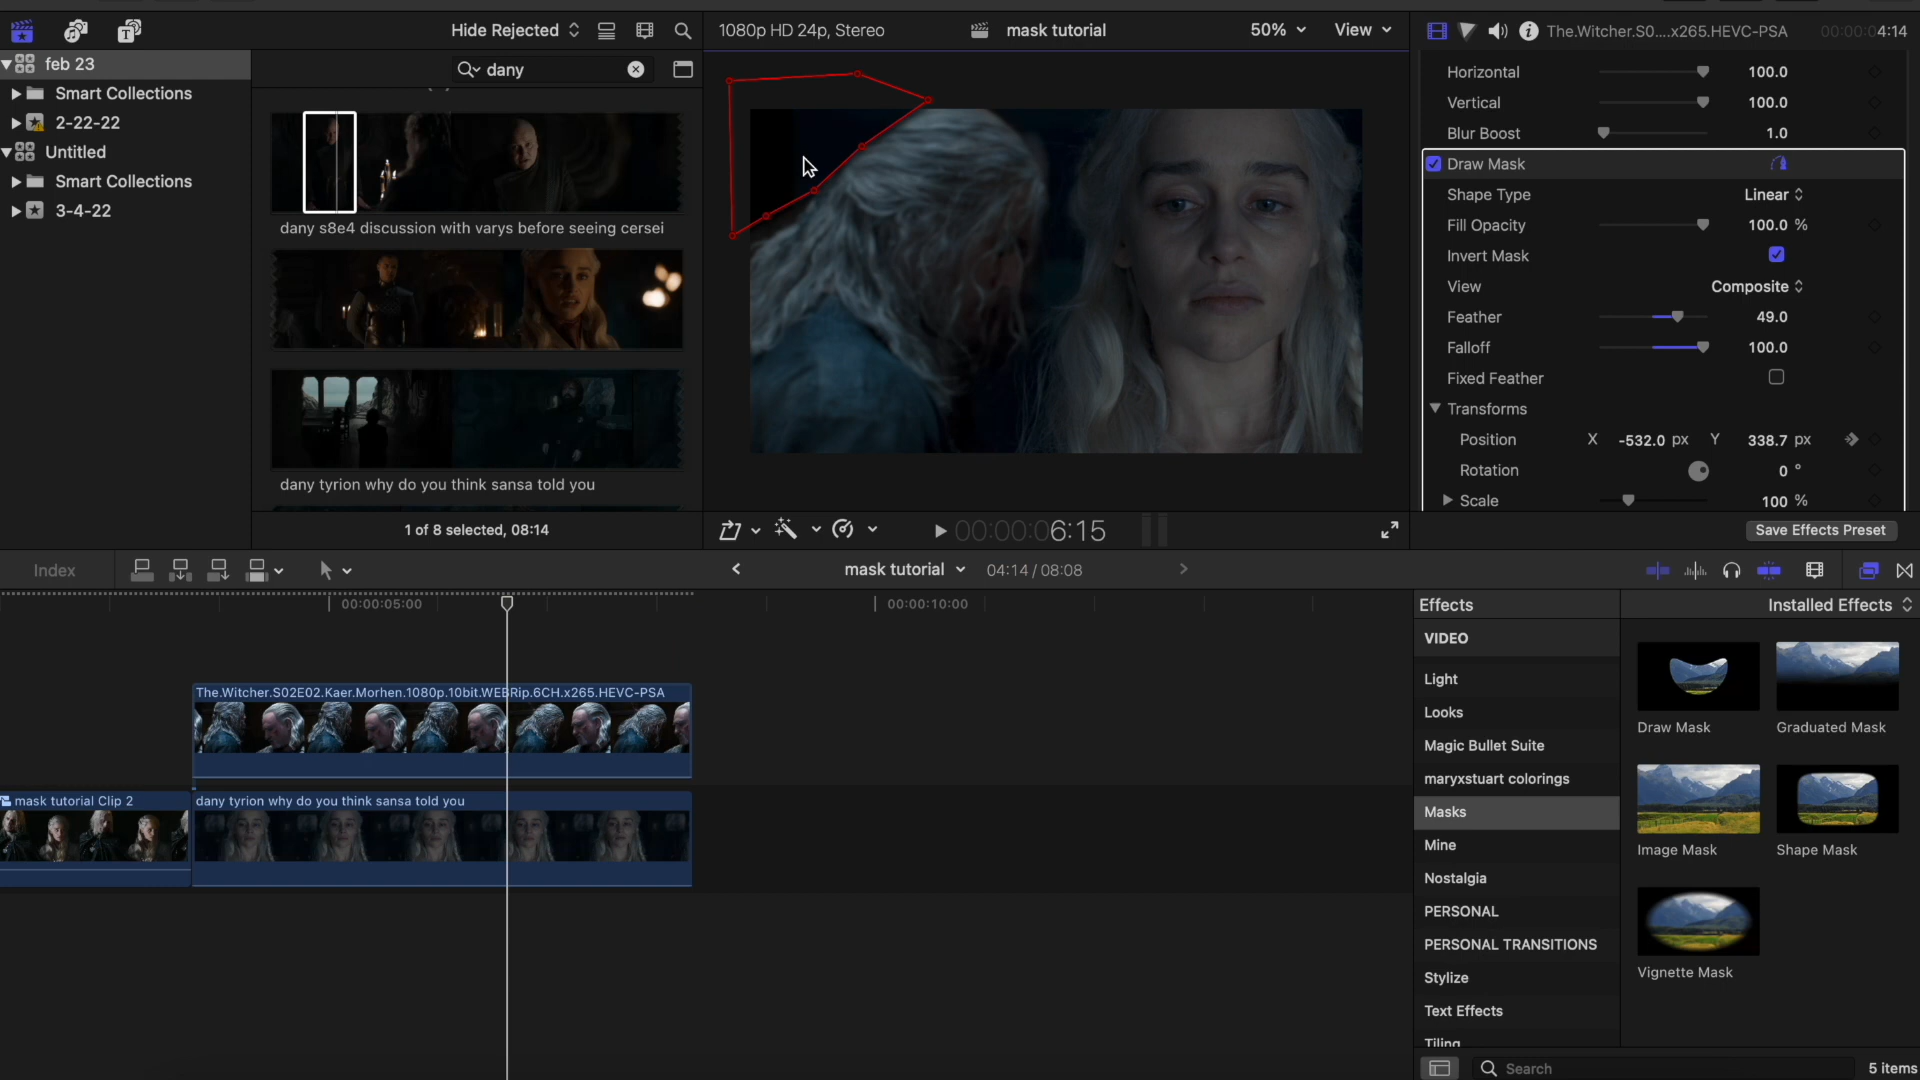 Hide Rejected
1080p HD 24p, Stereo
mask tutorial
50%
View
The.Witcher.S0....x265.HEVC-PSA
00:00:04:14
feb 23
dany
Smart Collections
2-22-22
Untitled
Smart Collections
3-4-22
dany s8e4 discussion with varys before seeing cersei
dany tyrion why do you think sansa told you
1 of 8 selected, 08:14
00:00:06:15
Horizontal 100.0
Vertical 100.0
Blur Boost 1.0
Draw Mask
Shape Type Linear
Fill Opacity 100.0 %
Invert Mask
View Composite
Feather 49.0
Falloff 100.0
Fixed Feather
Transforms
Position X -532.0 px Y 338.7 px
Rotation 0 °
Scale 100 %
Save Effects Preset
Index
mask tutorial
04:14 / 08:08
00:00:05:00
00:00:10:00
The.Witcher.S02E02.Kaer.Morhen.1080p.10bit.WEBRip.6CH.x265.HEVC-PSA
mask tutorial Clip 2
dany tyrion why do you think sansa told you
Effects
Installed Effects
VIDEO
Light
Looks
Magic Bullet Suite
maryxstuart colorings
Masks
Mine
Nostalgia
PERSONAL
PERSONAL TRANSITIONS
Stylize
Text Effects
Tiling
Draw Mask
Graduated Mask
Image Mask
Shape Mask
Vignette Mask
Search
5 items